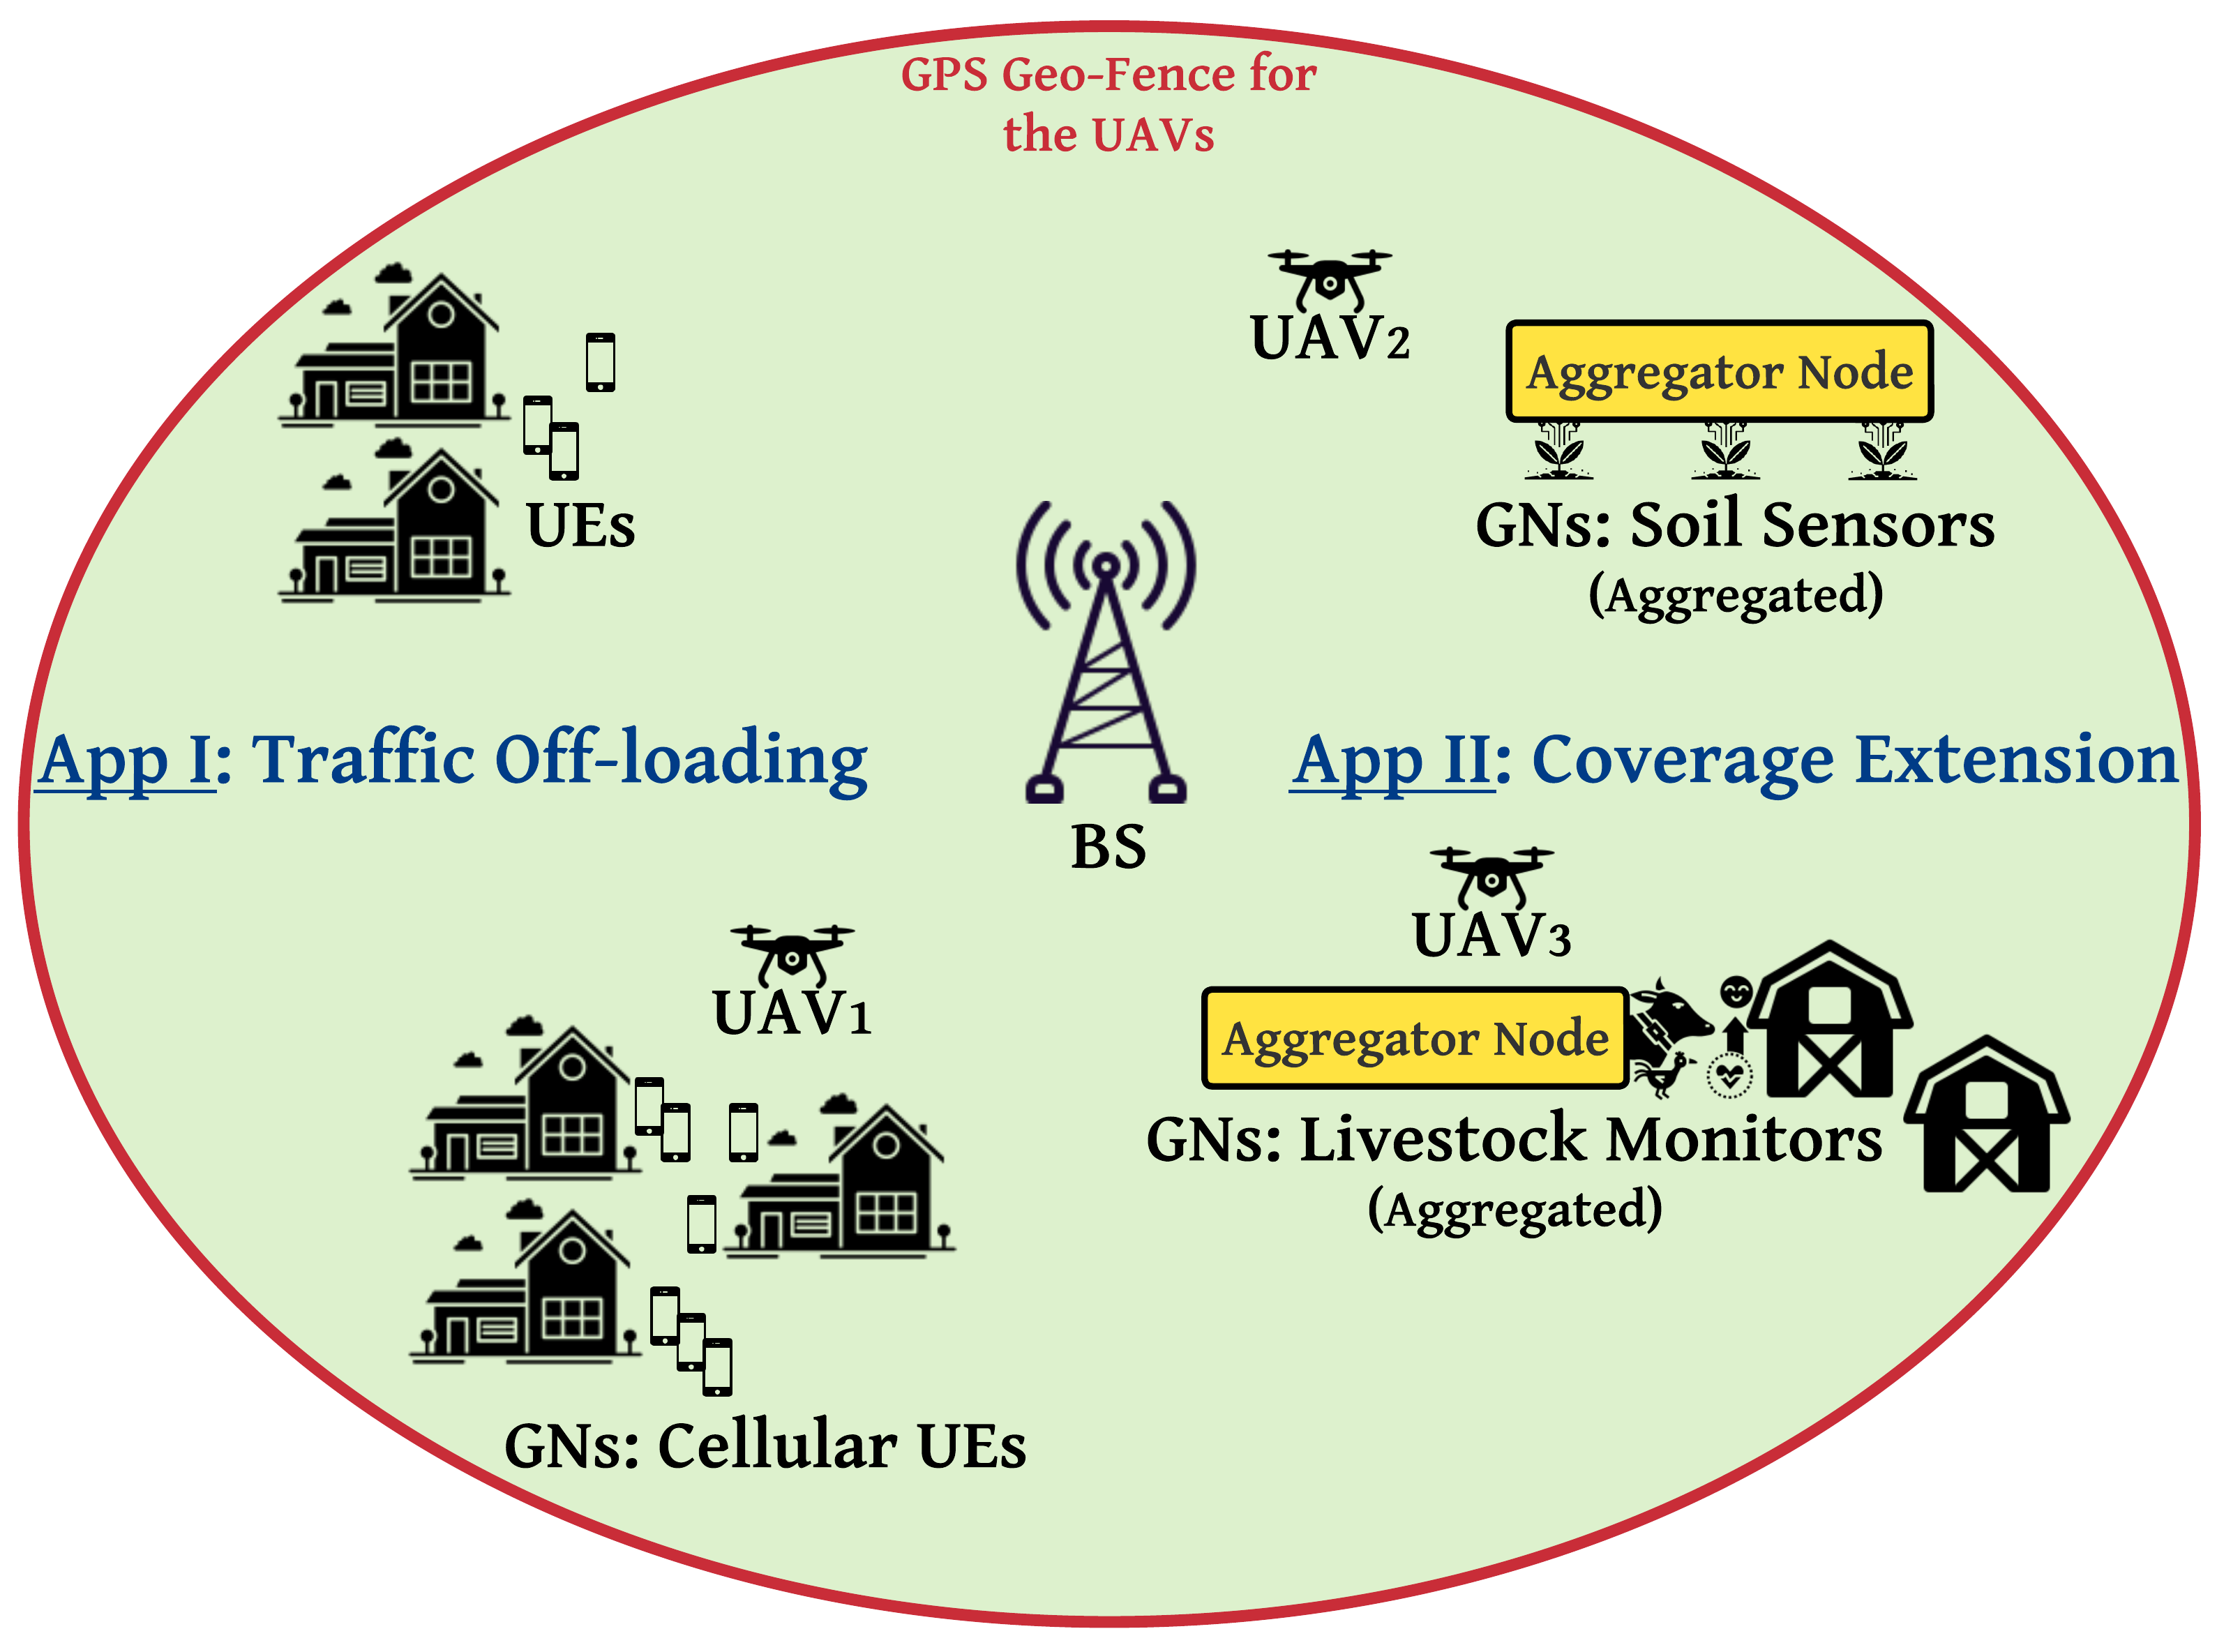 GPS Geo-Fence for
the UAVs
UAV2
Aggregator Node
UEs
GNs: Soil Sensors
(Aggregated)
App I: Traffic Off-loading
App II: Coverage Extension
BS
UAV3
UAV1
Aggregator Node
GNs: Livestock Monitors
(Aggregated)
GNs: Cellular UEs